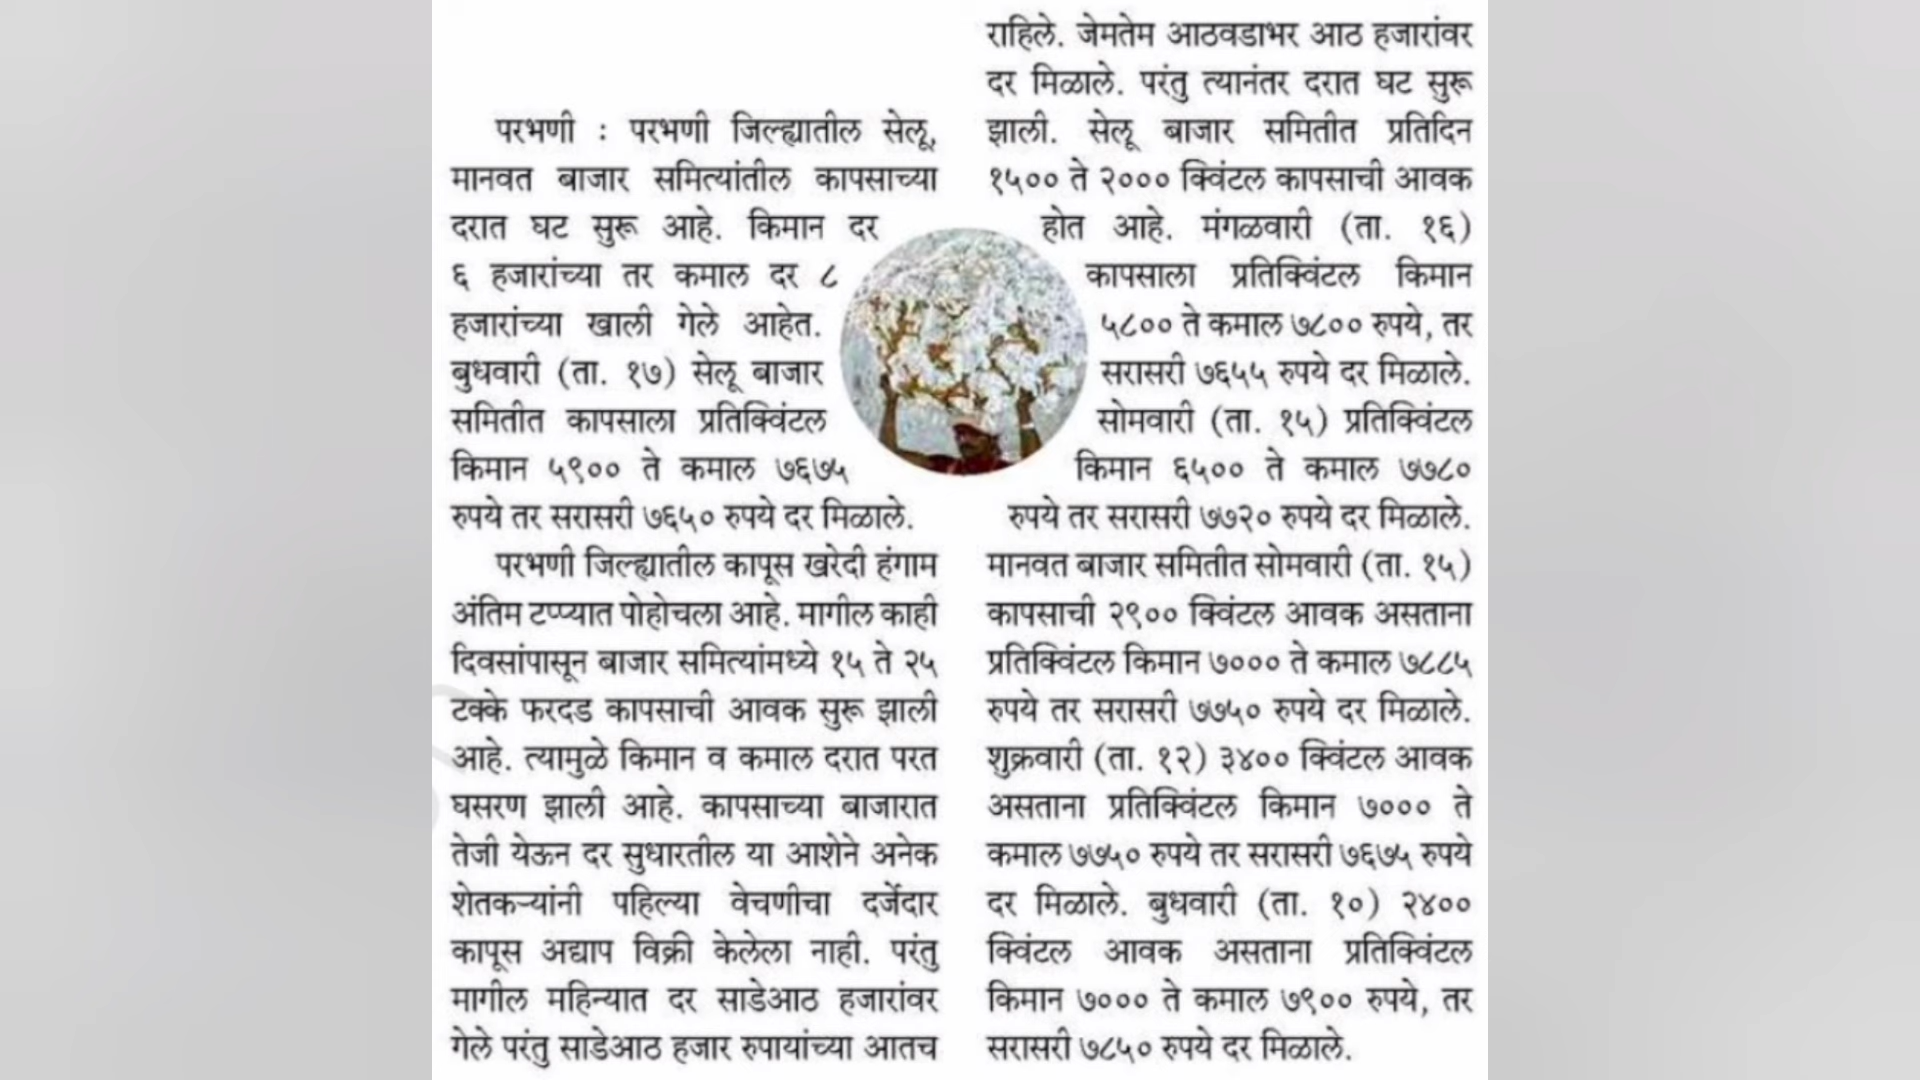 परभणी : परभणी जिल्ह्यातील सेलू,
मानवत बाजार समित्यांतील कापसाच्या
दरात घट सुरू आहे. किमान दर
६ हजारांच्या तर कमाल दर ८
हजारांच्या खाली गेले आहेत.
बुधवारी (ता. १७) सेलू बाजार
समितीत कापसाला प्रतिक्विंटल
किमान ५९०० ते कमाल ७६७५
रुपये तर सरासरी ७६५० रुपये दर मिळाले.
परभणी जिल्ह्यातील कापूस खरेदी हंगाम
अंतिम टप्प्यात पोहोचला आहे. मागील काही
दिवसांपासून बाजार समित्यांमध्ये १५ ते २५
टक्के फरदड कापसाची आवक सुरू झाली
आहे. त्यामुळे किमान व कमाल दरात परत
घसरण झाली आहे. कापसाच्या बाजारात
तेजी येऊन दर सुधारतील या आशेने अनेक
शेतकऱ्यांनी पहिल्या वेचणीचा दर्जेदार
कापूस अद्याप विक्री केलेला नाही. परंतु
मागील महिन्यात दर साडेआठ हजारांवर
गेले परंतु साडेआठ हजार रुपायांच्या आतच
राहिले. जेमतेम आठवडाभर आठ हजारांवर
दर मिळाले. परंतु त्यानंतर दरात घट सुरू
झाली. सेलू बाजार समितीत प्रतिदिन
१५०० ते २००० क्विंटल कापसाची आवक
होत आहे. मंगळवारी (ता. १६)
कापसाला प्रतिक्विंटल किमान
५८०० ते कमाल ७८०० रुपये, तर
सरासरी ७६५५ रुपये दर मिळाले.
सोमवारी (ता. १५) प्रतिक्विंटल
किमान ६५०० ते कमाल ७७८०
रुपये तर सरासरी ७७२० रुपये दर मिळाले.
मानवत बाजार समितीत सोमवारी (ता. १५)
कापसाची २९०० क्विंटल आवक असताना
प्रतिक्विंटल किमान ७००० ते कमाल ७८८५
रुपये तर सरासरी ७७५० रुपये दर मिळाले.
शुक्रवारी (ता. १२) ३४०० क्विंटल आवक
असताना प्रतिक्विंटल किमान ७००० ते
कमाल ७७५० रुपये तर सरासरी ७६७५ रुपये
दर मिळाले. बुधवारी (ता. १०) २४००
क्विंटल आवक असताना प्रतिक्विंटल
किमान ७००० ते कमाल ७९०० रुपये, तर
सरासरी ७८५० रुपये दर मिळाले.